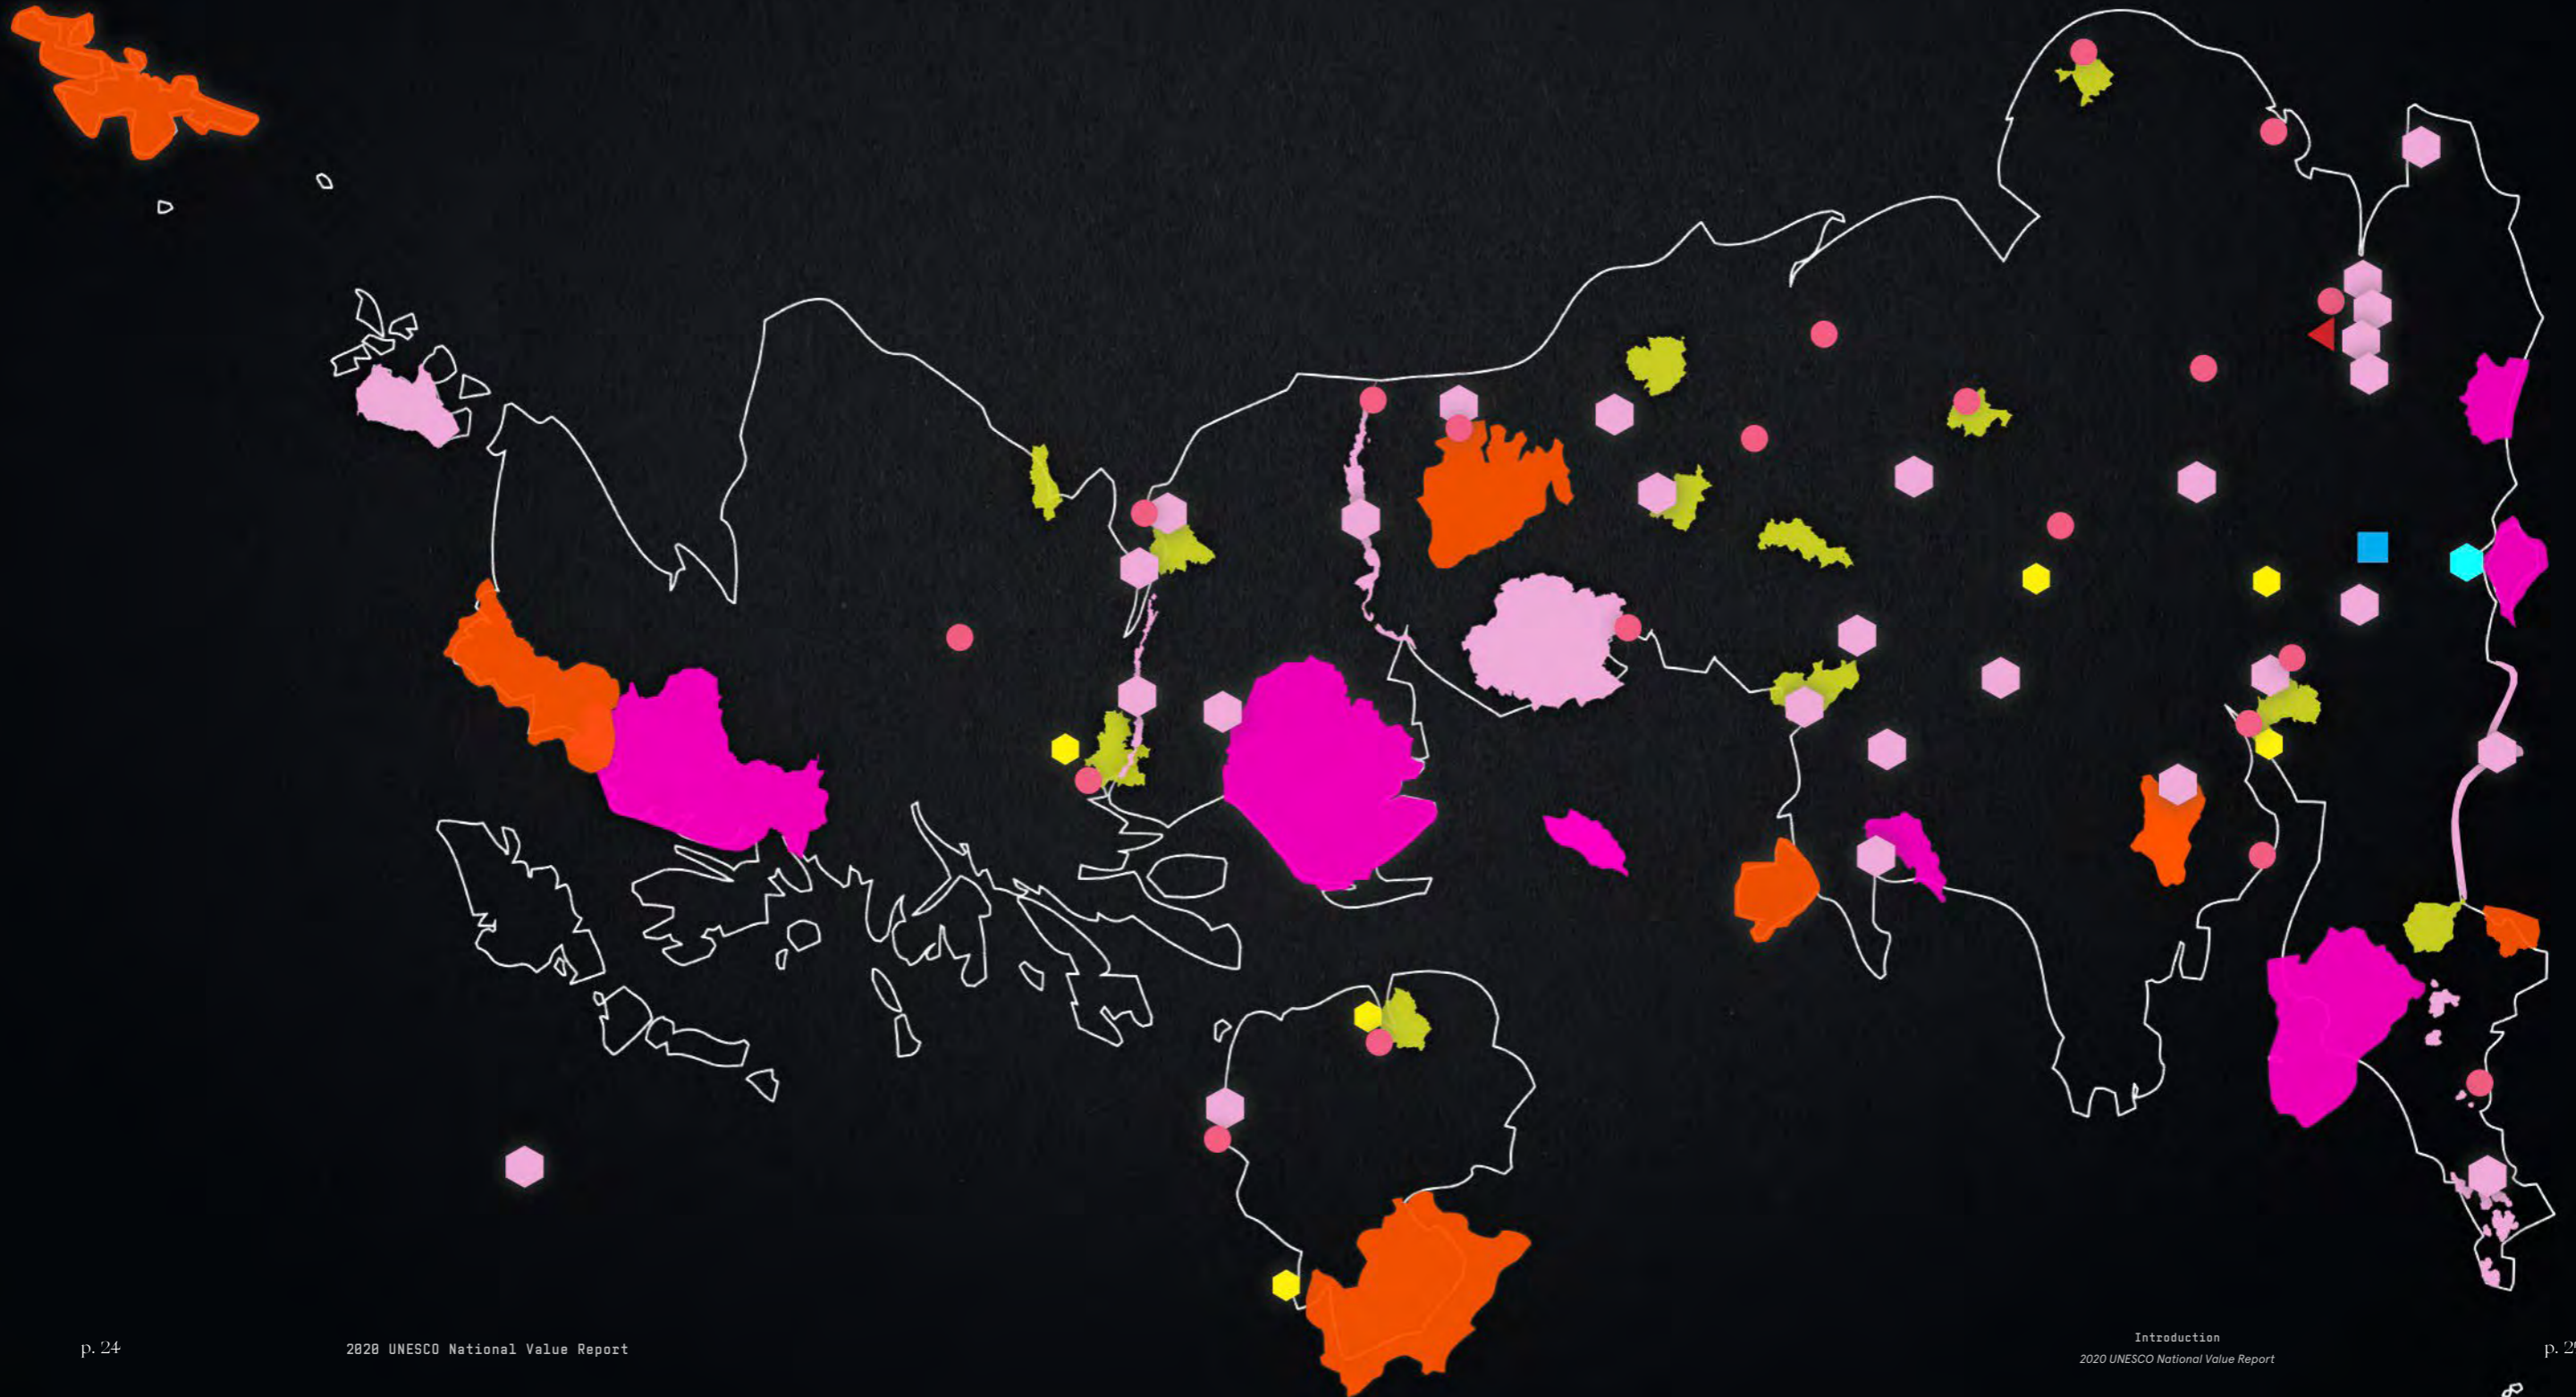 p. 24
2020 UNESCO National Value Report
Introduction
2020 UNESCO National Value Report